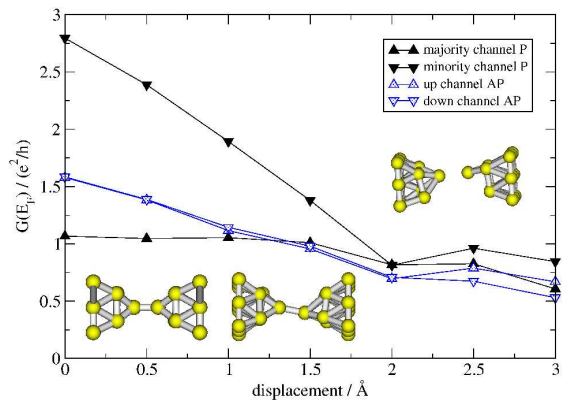 G(E_F) / (e²/h)
3
2.5
2
1.5
1
0.5
0
majority channel P
minority channel P
up channel AP
down channel AP
0 0.5 1 1.5 2 2.5 3
displacement / Å